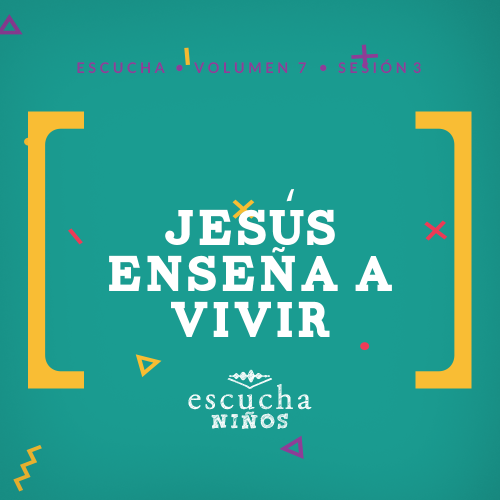 ESCUCHA • VOLUMEN 7 • SESIÓN 3
JESÚS
ENSEÑA A
VIVIR
escucha
NIÑOS